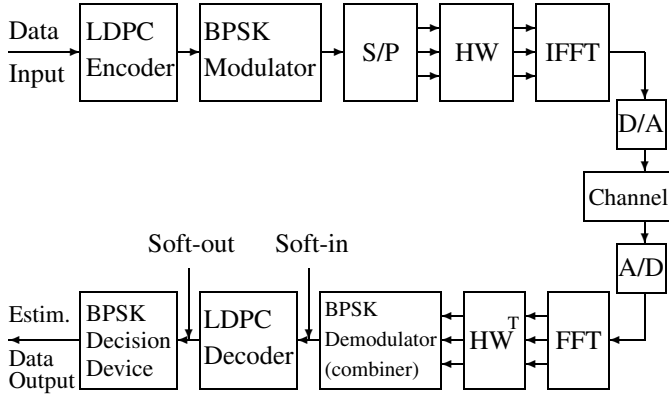 Data
Input
LDPC
Encoder
BPSK
Modulator
S/P
HW
IFFT
D/A
Channel
A/D
Soft-out
Soft-in
Estim.
Data
Output
BPSK
Decision
Device
LDPC
Decoder
BPSK
Demodulator
(combiner)
HW^T
FFT